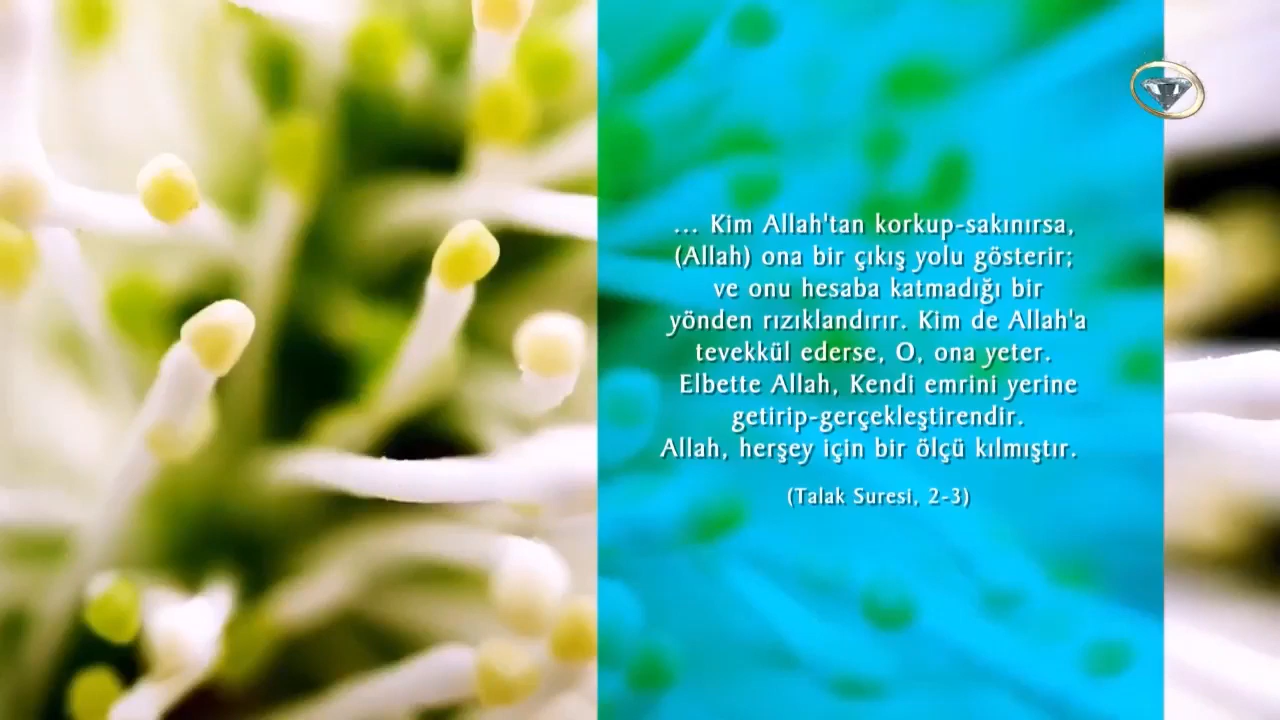 ... Kim Allah'tan korkup-sakınırsa,
(Allah) ona bir çıkış yolu gösterir;
ve onu hesaba katmadığı bir
yönden rızıklandırır. Kim de Allah'a
tevekkül ederse, O, ona yeter.
Elbette Allah, Kendi emrini yerine
getirip-gerçekleştirendir.
Allah, herşey için bir ölçü kılmıştır.
(Talak Suresi, 2-3)